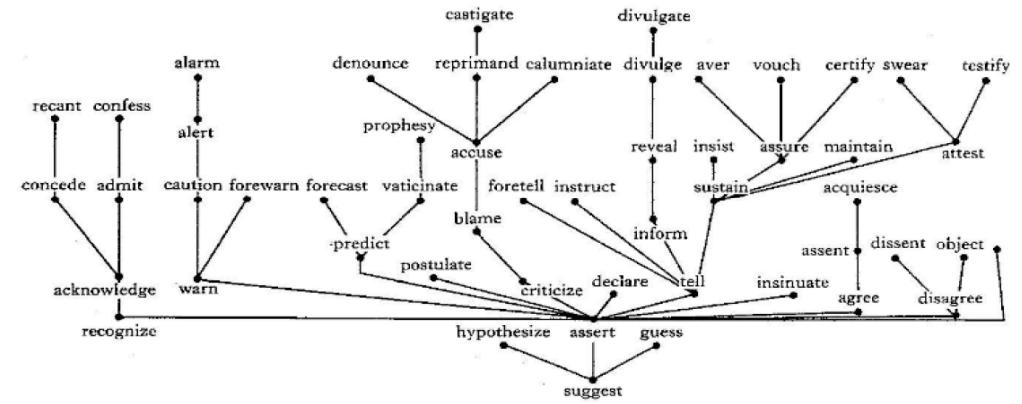 castigate divulgate
alarm denounce reprimand calumniate divulge aver vouch certify swear testify
recant confess
alert prophesy accuse reveal insist assure maintain attest
concede admit caution forewarn forecast vaticinate foretell instruct sustain acquiesce
blame inform
predict assent dissent object
postulate
acknowledge warn criticize declare tell insinuate agree disagree
recognize hypothesize assert guess
suggest